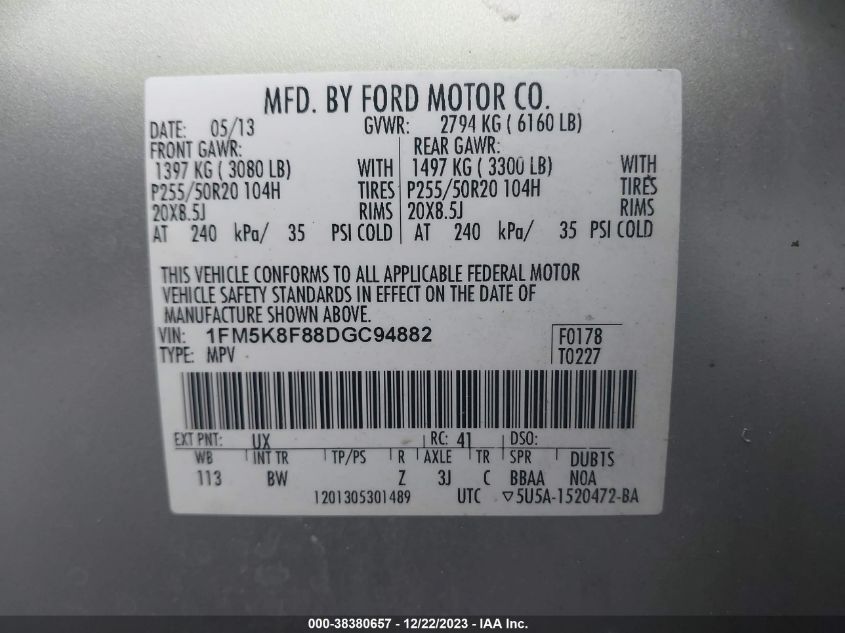 MFD. BY FORD MOTOR CO.
DATE: 05/13 GVWR: 2794 KG ( 6160 LB)
FRONT GAWR: REAR GAWR:
1397 KG ( 3080 LB) WITH 1497 KG ( 3300 LB) WITH
P255/50R20 104H TIRES P255/50R20 104H TIRES
20X8.5J RIMS 20X8.5J RIMS
AT 240 kPa/ 35 PSI COLD AT 240 kPa/ 35 PSI COLD
THIS VEHICLE CONFORMS TO ALL APPLICABLE FEDERAL MOTOR
VEHICLE SAFETY STANDARDS IN EFFECT ON THE DATE OF
MANUFACTURE SHOWN ABOVE.
VIN: 1FM5K8F88DGC94882 F0178
TYPE: MPV T0227
EXT PNT: UX RC: 41 DSO:
WB INT TR TP/PS R AXLE TR SPR DUB1S
113 BW Z 3J C BBAA N0A
1201305301489 UTC ▽5U5A-1520472-BA
000-38380657 - 12/22/2023 - IAA Inc.